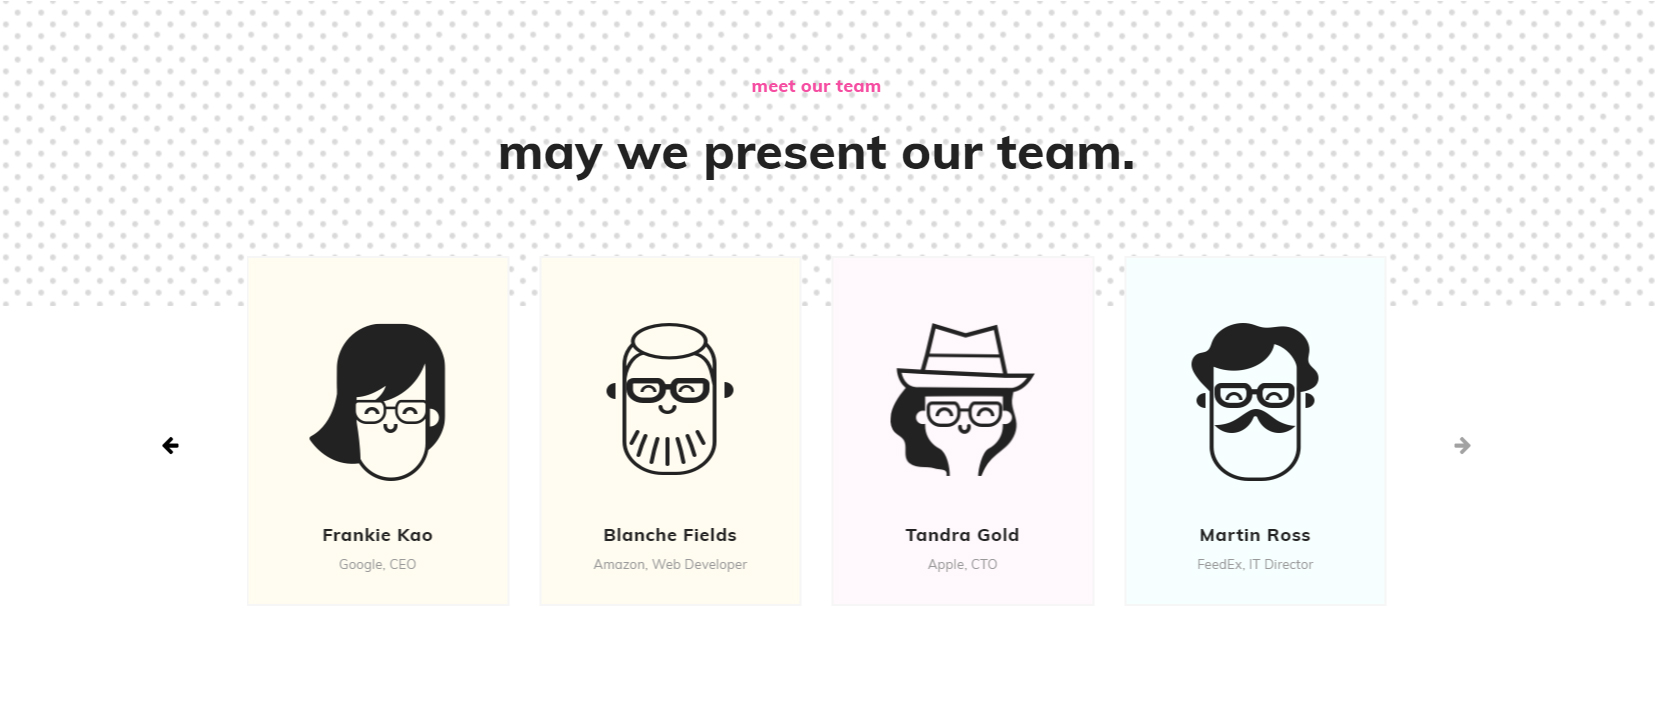 meet our team
may we present our team.
Frankie Kao
Google, CEO
Blanche Fields
Amazon, Web Developer
Tandra Gold
Apple, CTO
Martin Ross
FeedEx, IT Director